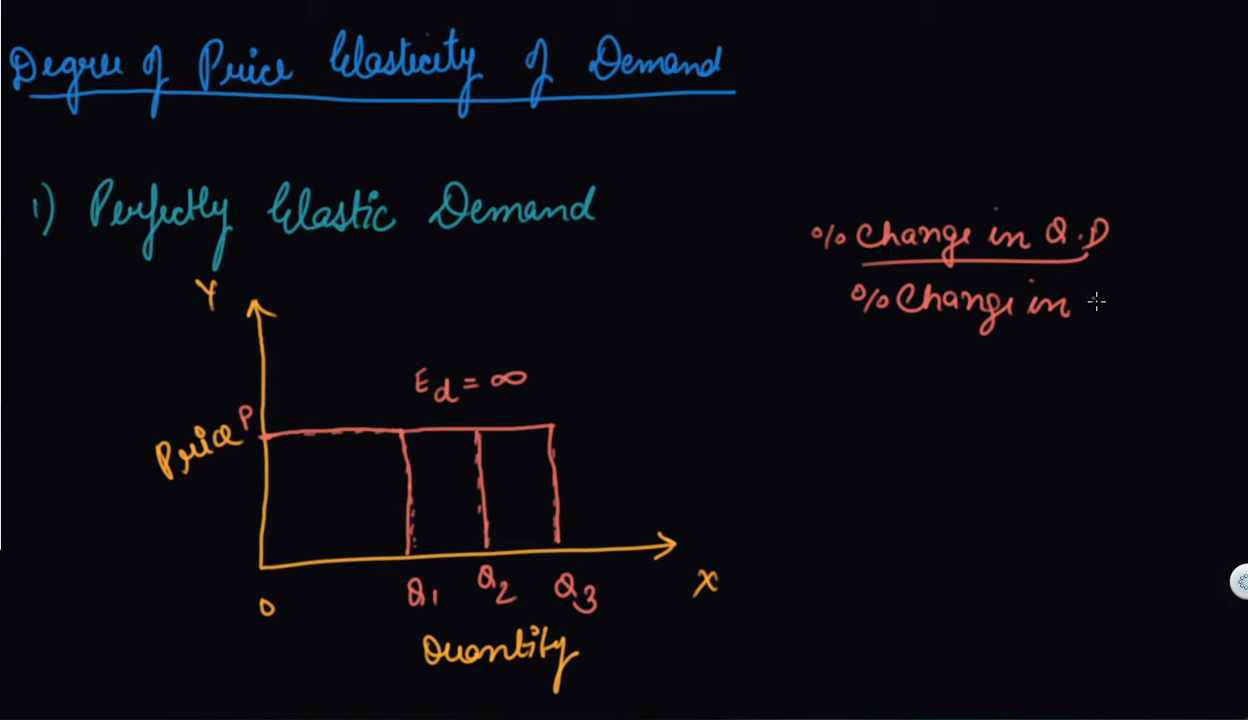 Degree of Price Elasticity of Demand
1) Perfectly Elastic Demand
% Change in Q.D
% Change in
Y
Ed = ∞
P
Price
Q1 Q2 Q3
X
0
Quantity